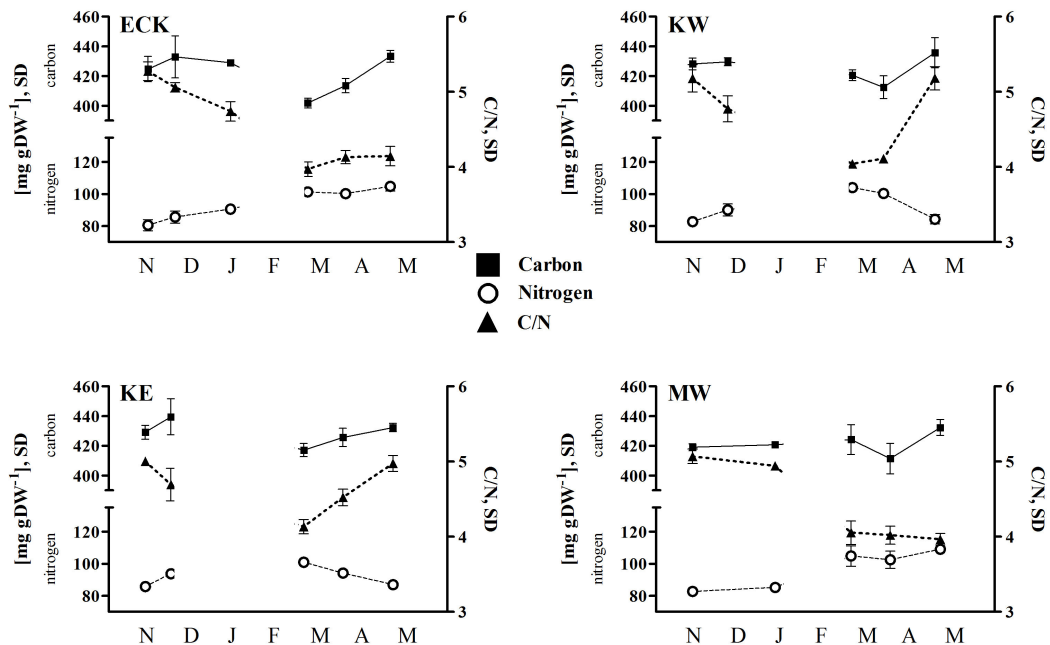 ECK
460
440
420
400
120
100
80
[mg gDW⁻¹], SD
carbon
nitrogen
6
5
4
3
C/N, SD
N D J F M A M
KW
460
440
420
400
120
100
80
[mg gDW⁻¹], SD
carbon
nitrogen
6
5
4
3
C/N, SD
N D J F M A M
Carbon
Nitrogen
C/N
KE
460
440
420
400
120
100
80
[mg gDW⁻¹], SD
carbon
nitrogen
6
5
4
3
C/N, SD
N D J F M A M
MW
460
440
420
400
120
100
80
[mg gDW⁻¹], SD
carbon
nitrogen
6
5
4
3
C/N, SD
N D J F M A M